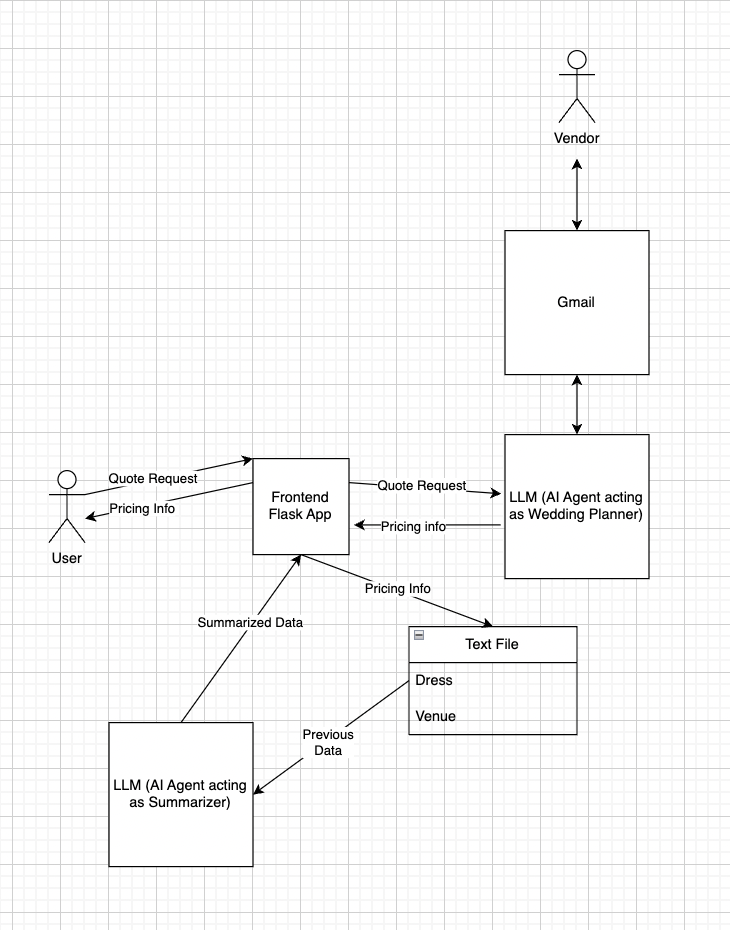 Vendor
Gmail
Quote Request
Pricing Info
User
Frontend
Flask App
Quote Request
Pricing info
LLM (AI Agent acting
as Wedding Planner)
Pricing Info
Summarized Data
Text File
Dress
Venue
Previous
Data
LLM (AI Agent acting
as Summarizer)